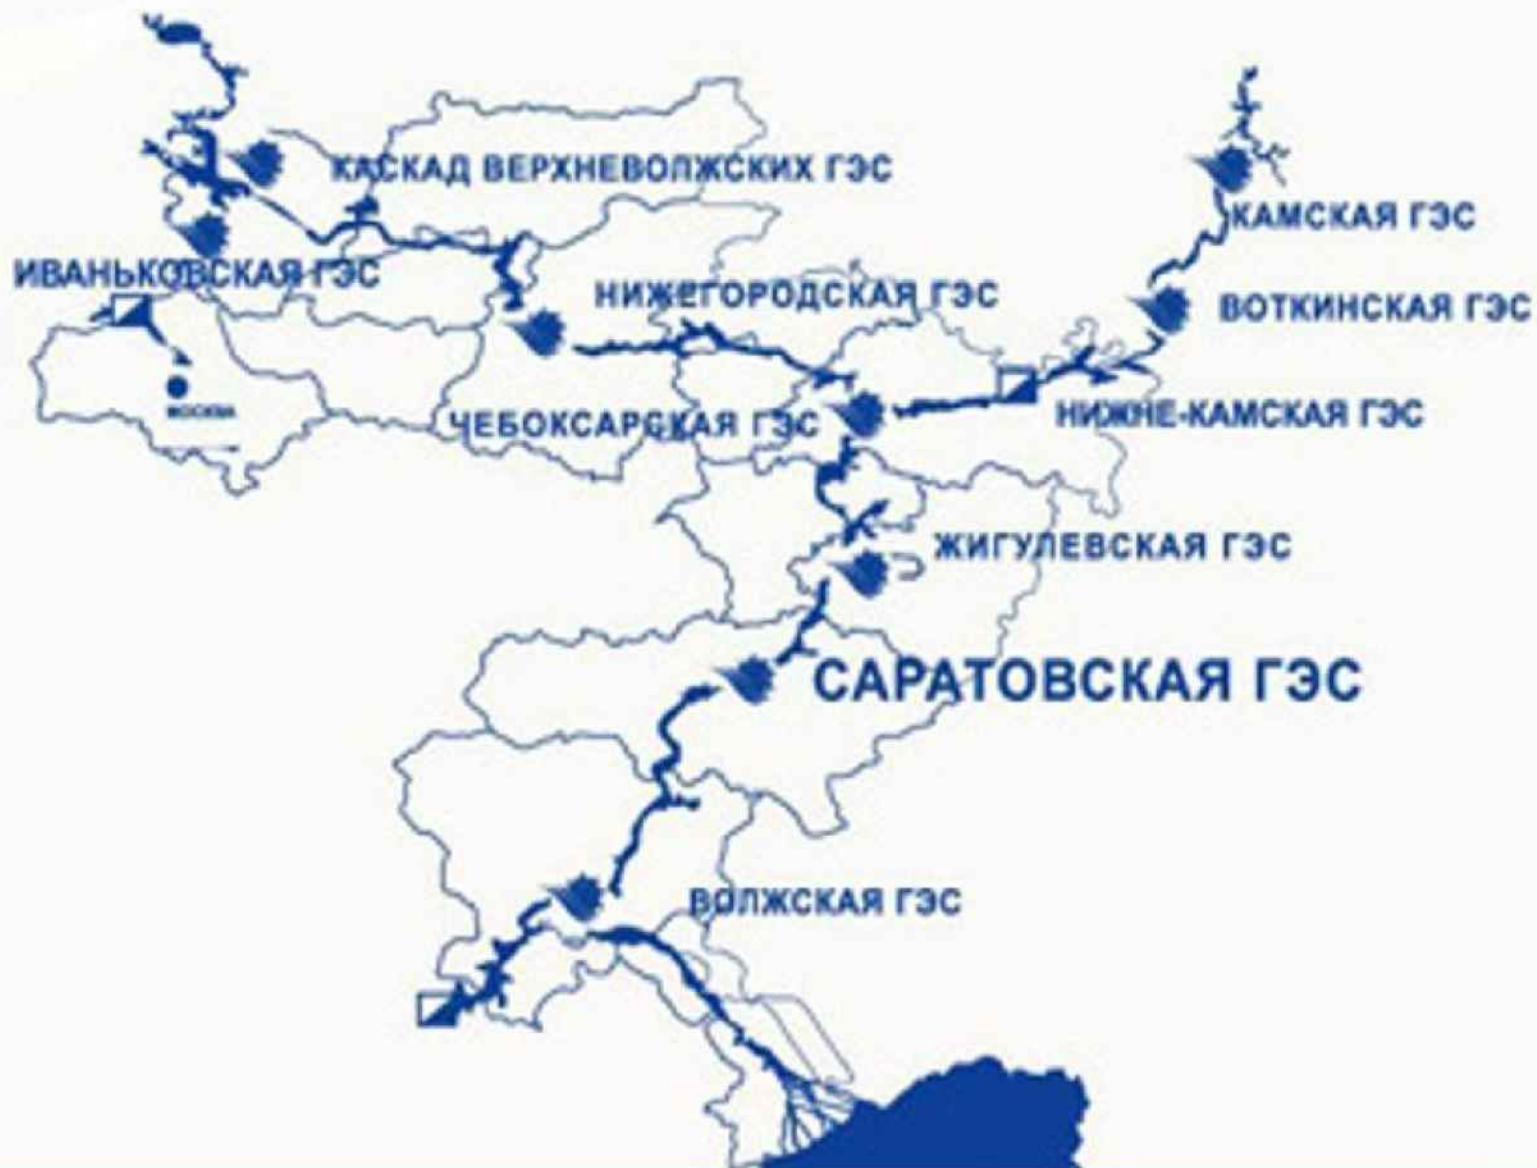 КАСКАД ВЕРХНЕВОЛЖСКИХ ГЭС
КАМСКАЯ ГЭС
ИВАНЬКОВСКАЯ ГЭС
НИЖЕГОРОДСКАЯ ГЭС
ВОТКИНСКАЯ ГЭС
МОСКВА
ЧЕБОКСАРСКАЯ ГЭС
НИЖНЕ-КАМСКАЯ ГЭС
ЖИГУЛЕВСКАЯ ГЭС
САРАТОВСКАЯ ГЭС
ВОЛЖСКАЯ ГЭС